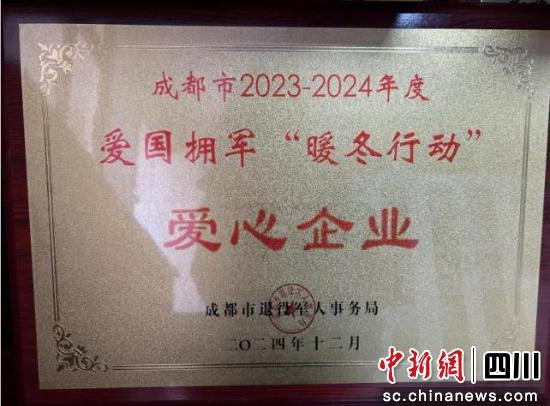 成都市2023-2024年度
爱国拥军“暖冬行动”
爱心企业
成都市退役军人事务局
二〇二四年十二月
中新網 四川
sc.chinanews.com